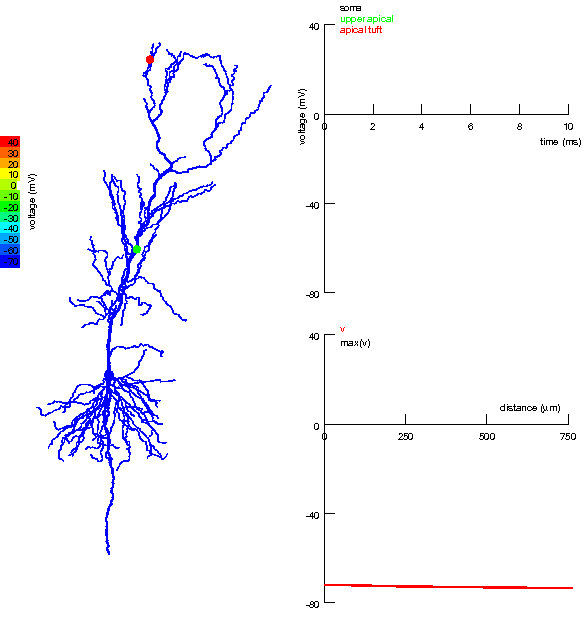 40
30
20
10
0
-10
-20
-30
-40
-50
-60
-70
voltage (mV)
soma
upper apical
apical tuft
40
0
-40
-80
voltage (mV)
0 2 4 6 8 10
time (ms)
v
max(v)
40
0
-40
-80
distance (um)
0 250 500 750